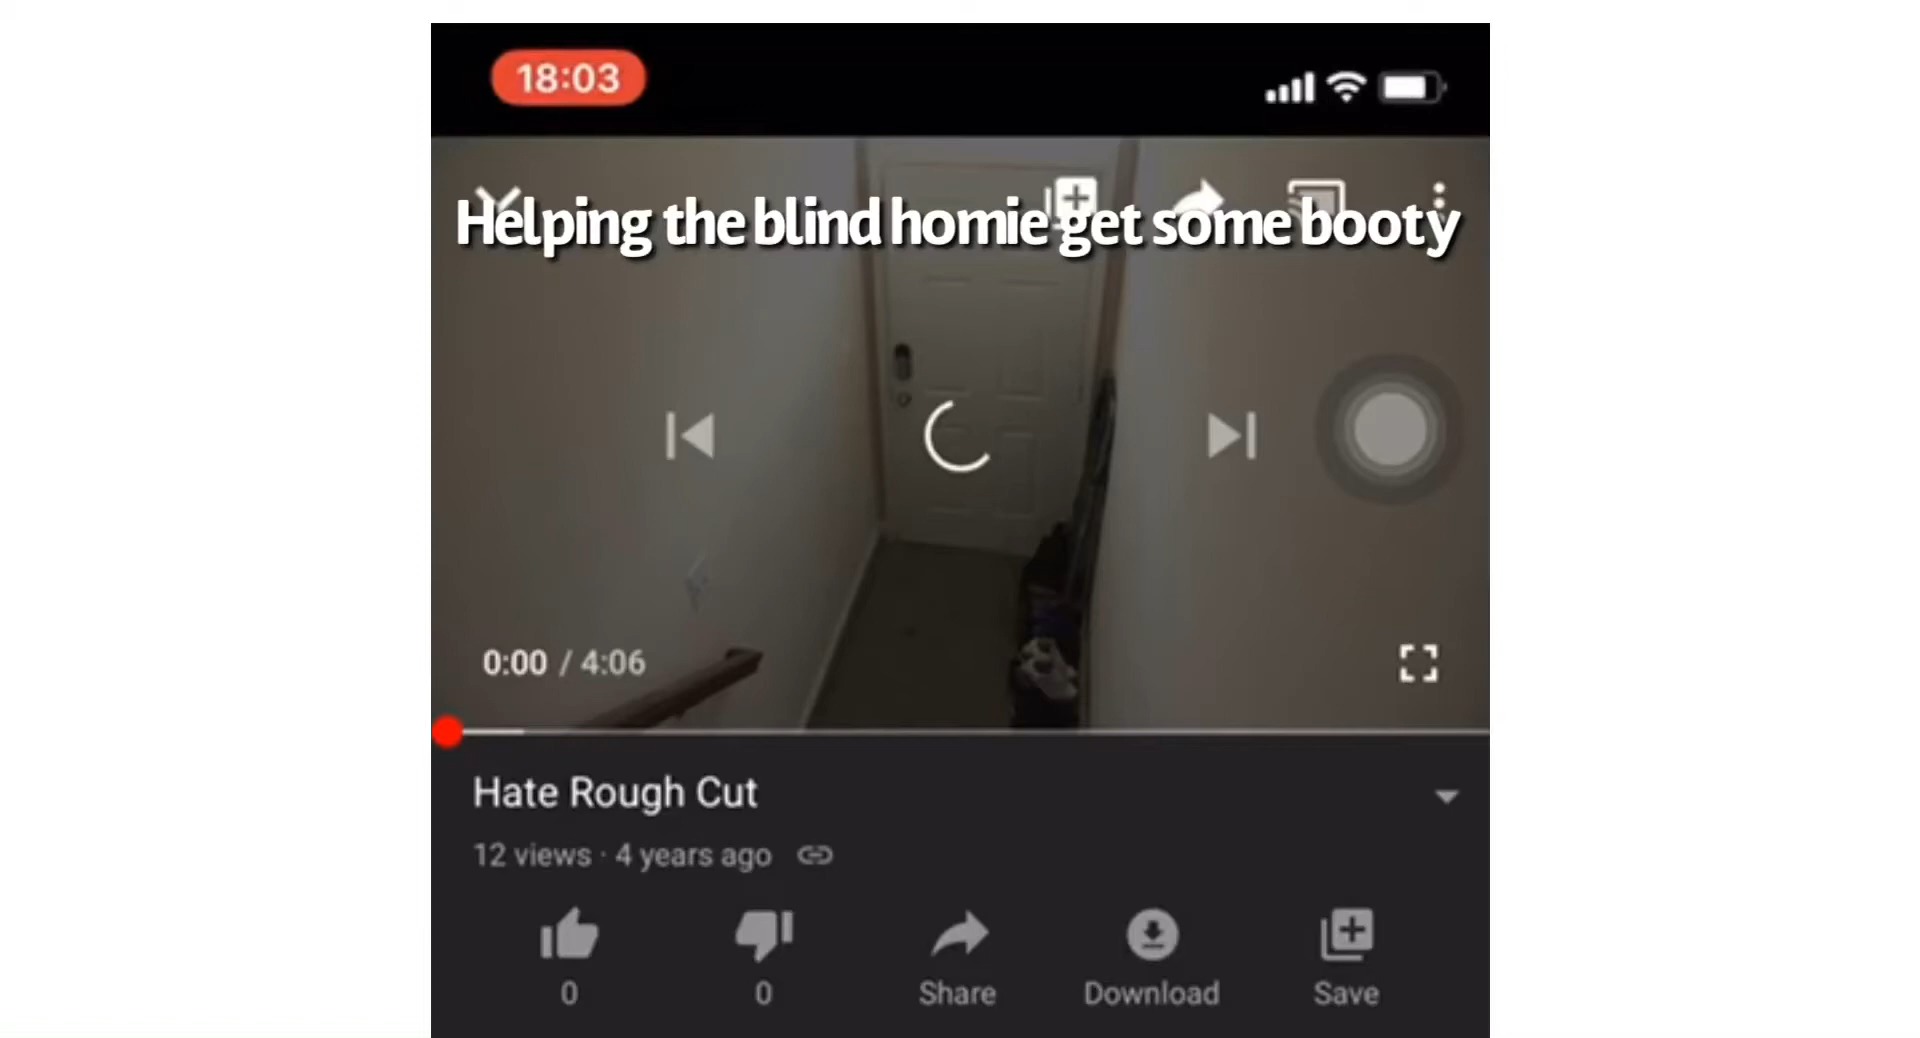 18:03
Helping the blind homie get some booty
0:00 / 4:06
Hate Rough Cut
12 views · 4 years ago
0
0
Share
Download
Save